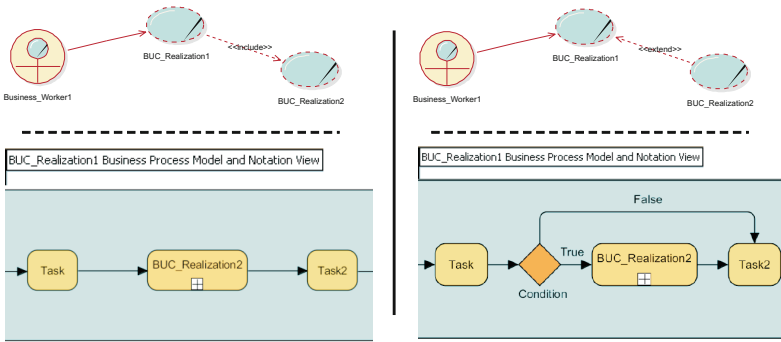 BUC_Realization1
<<include>>
Business_Worker1
BUC_Realization2
BUC_Realization1 Business Process Model and Notation View
Task
BUC_Realization2
Task2
BUC_Realization1
<<extend>>
Business_Worker1
BUC_Realization2
BUC_Realization1 Business Process Model and Notation View
False
True
Task
BUC_Realization2
Task2
Condition